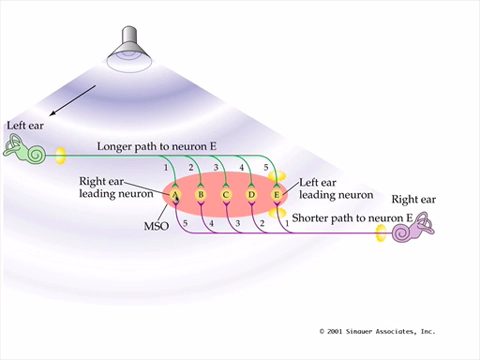 Left ear
Longer path to neuron E
1 2 3 4 5
Right ear
leading neuron
A B C D E
Left ear
leading neuron
Right ear
MSO
5 4 3 2 1
Shorter path to neuron E
© 2001 Sinauer Associates, Inc.